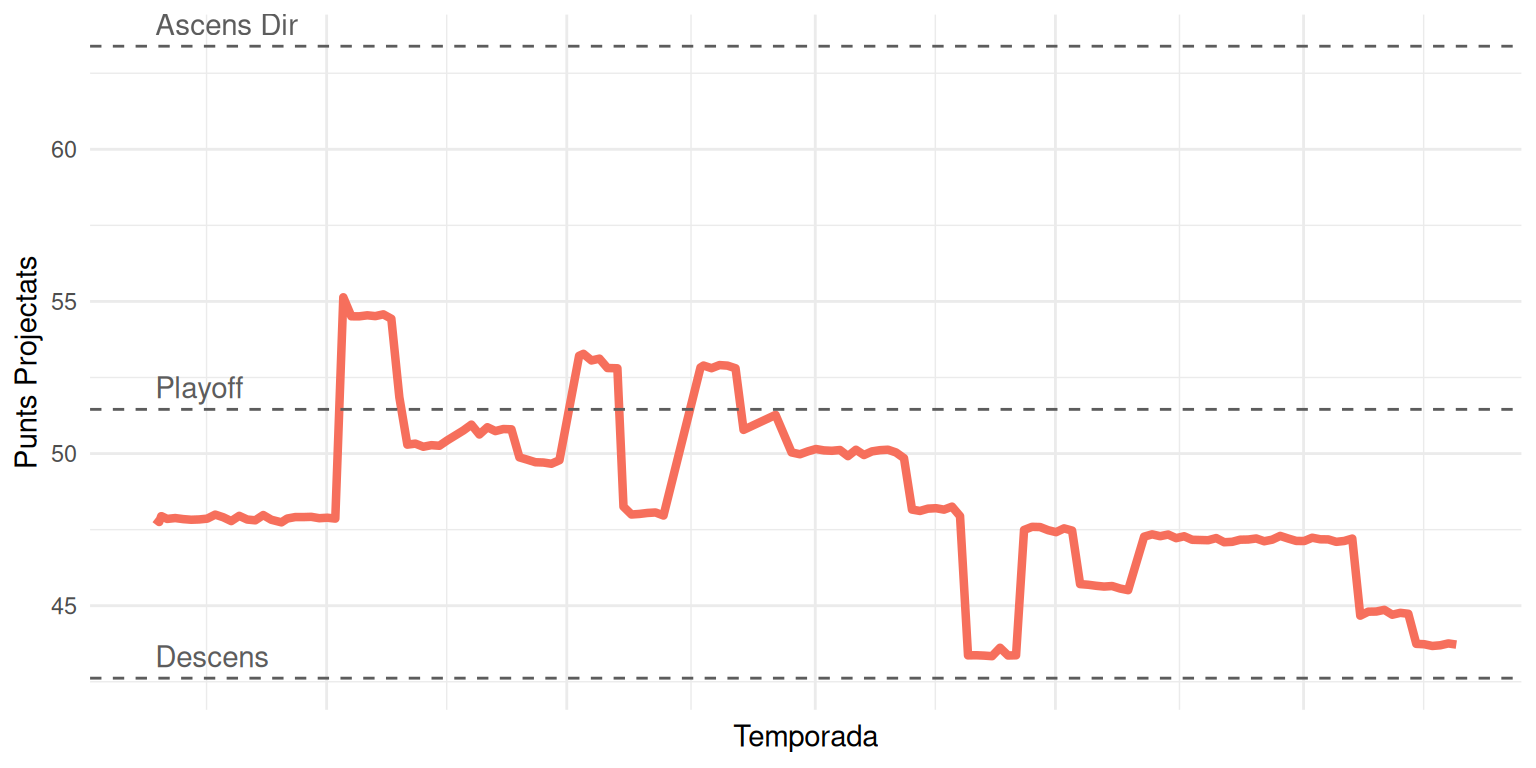 Ascens Dir
60
55
Playoff
50
45
Descens
Punts Projectats
Temporada